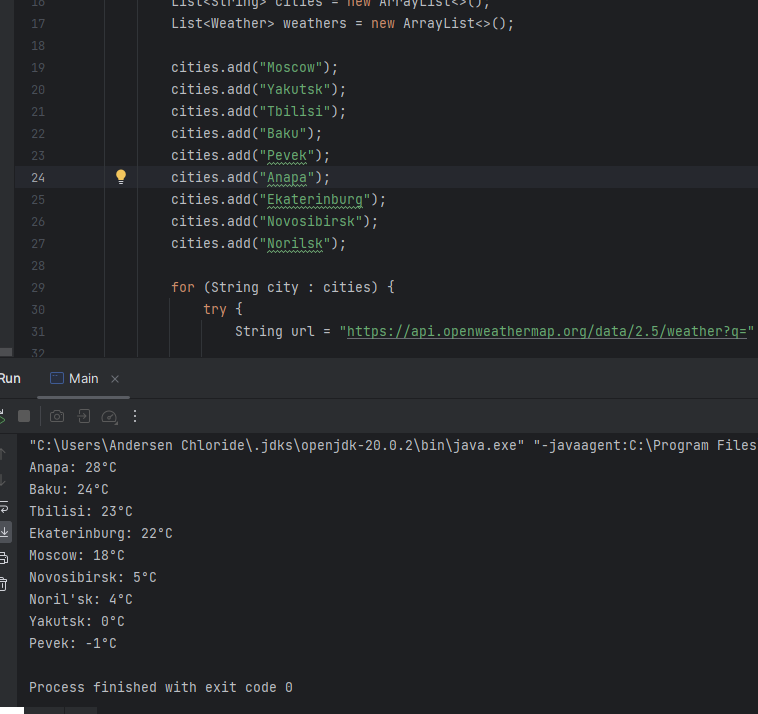 16 List<String> cities = new ArrayList<>();
17 List<Weather> weathers = new ArrayList<>();
18
19 cities.add("Moscow");
20 cities.add("Yakutsk");
21 cities.add("Tbilisi");
22 cities.add("Baku");
23 cities.add("Pevek");
24 cities.add("Anapa");
25 cities.add("Ekaterinburg");
26 cities.add("Novosibirsk");
27 cities.add("Norilsk");
28
29 for (String city : cities) {
30 try {
31 String url = "https://api.openweathermap.org/data/2.5/weather?q="
32
Run Main
"C:\Users\Andersen Chloride\.jdks\openjdk-20.0.2\bin\java.exe" "-javaagent:C:\Program Files
Anapa: 28°C
Baku: 24°C
Tbilisi: 23°C
Ekaterinburg: 22°C
Moscow: 18°C
Novosibirsk: 5°C
Noril'sk: 4°C
Yakutsk: 0°C
Pevek: -1°C
Process finished with exit code 0